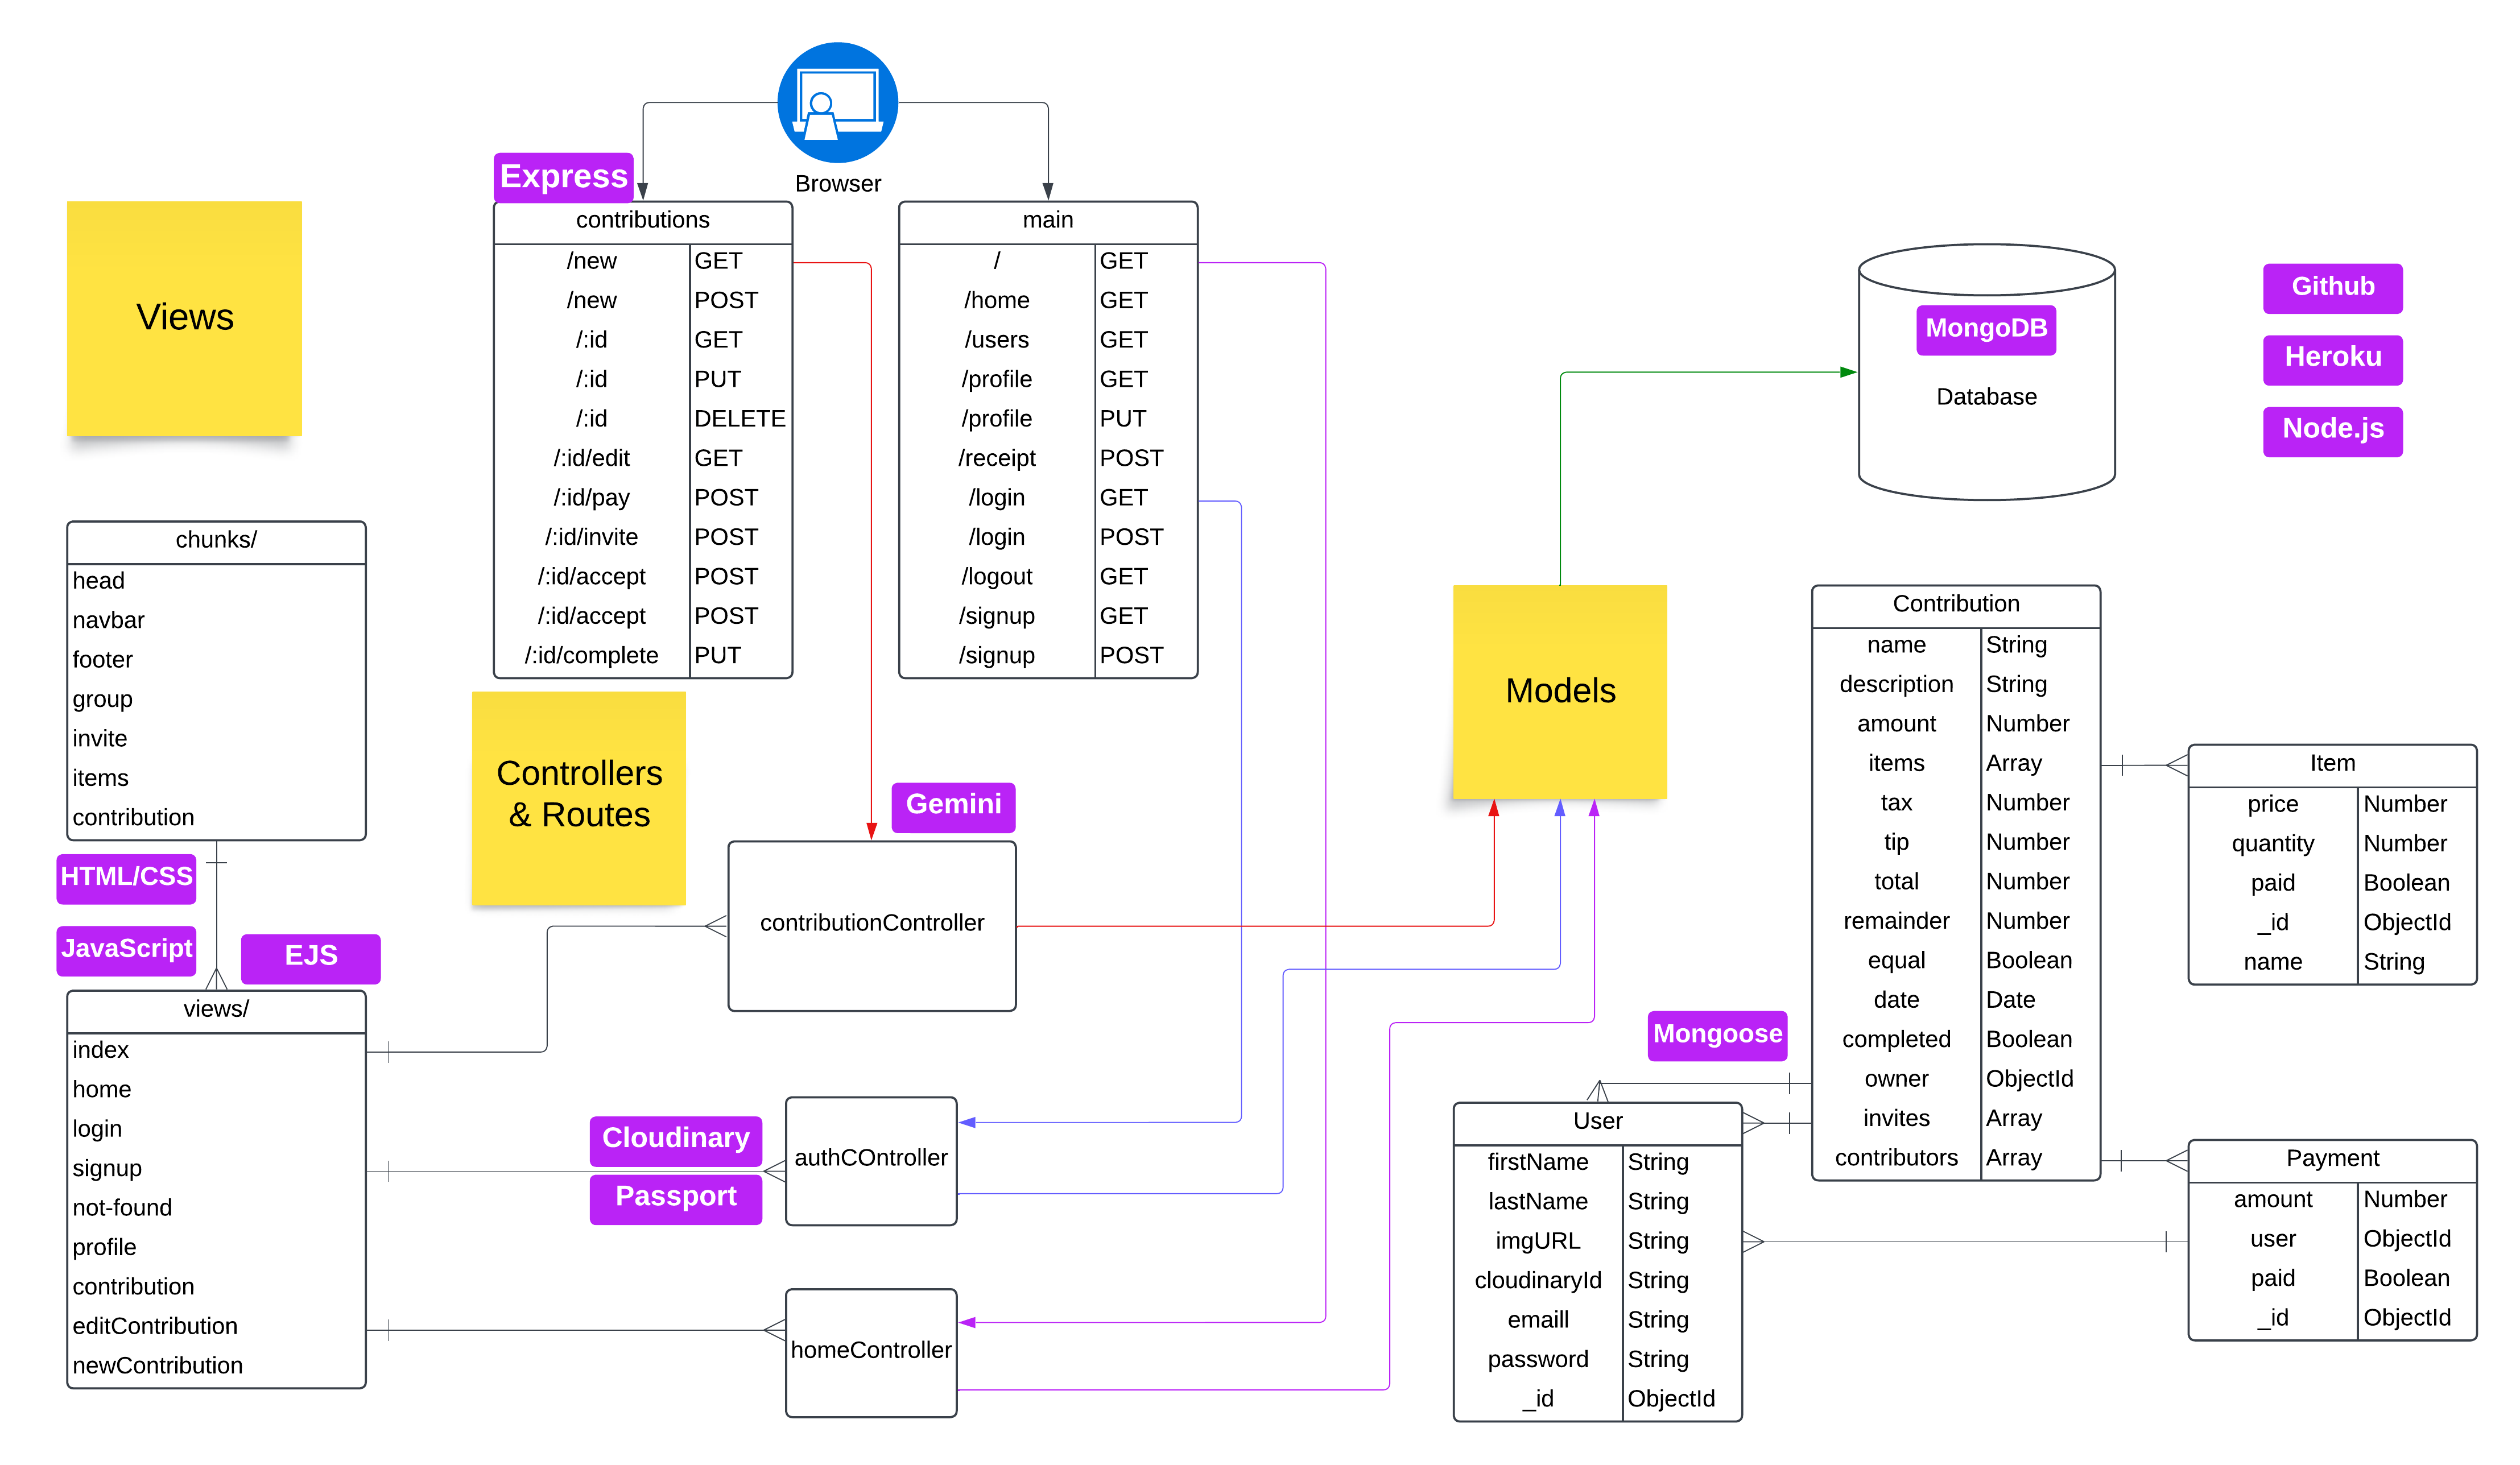 Browser
Express
contributions
/new GET
/new POST
/:id GET
/:id PUT
/:id DELETE
/:id/edit GET
/:id/pay POST
/:id/invite POST
/:id/accept POST
/:id/accept POST
/:id/complete PUT
main
/ GET
/home GET
/users GET
/profile GET
/profile PUT
/receipt POST
/login GET
/login POST
/logout GET
/signup GET
/signup POST
Views
chunks/
head
navbar
footer
group
invite
items
contribution
HTML/CSS
JavaScript
EJS
views/
index
home
login
signup
not-found
profile
contribution
editContribution
newContribution
Controllers
& Routes
Gemini
contributionController
Cloudinary
Passport
authCOntroller
homeController
Models
MongoDB
Database
Github
Heroku
Node.js
Contribution
name String
description String
amount Number
items Array
tax Number
tip Number
total Number
remainder Number
equal Boolean
date Date
completed Boolean
owner ObjectId
invites Array
contributors Array
Item
price Number
quantity Number
paid Boolean
_id ObjectId
name String
Mongoose
User
firstName String
lastName String
imgURL String
cloudinaryId String
emaill String
password String
_id ObjectId
Payment
amount Number
user ObjectId
paid Boolean
_id ObjectId